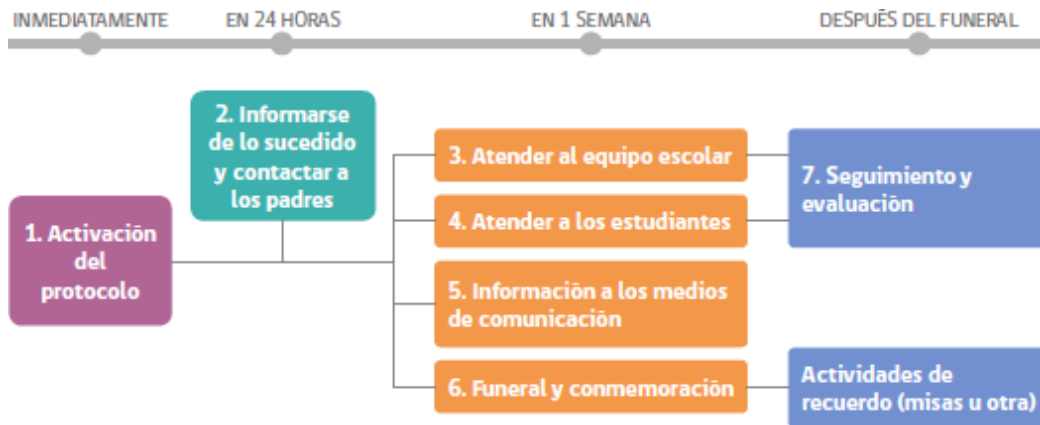 INMEDIATAMENTE
EN 24 HORAS
EN 1 SEMANA
DESPUÉS DEL FUNERAL
1. Activación
del
protocolo
2. Informarse
de lo sucedido
y contactar a
los padres
3. Atender al equipo escolar
4. Atender a los estudiantes
5. Información a los medios
de comunicación
6. Funeral y conmemoración
7. Seguimiento y
evaluación
Actividades de
recuerdo (misas u otra)